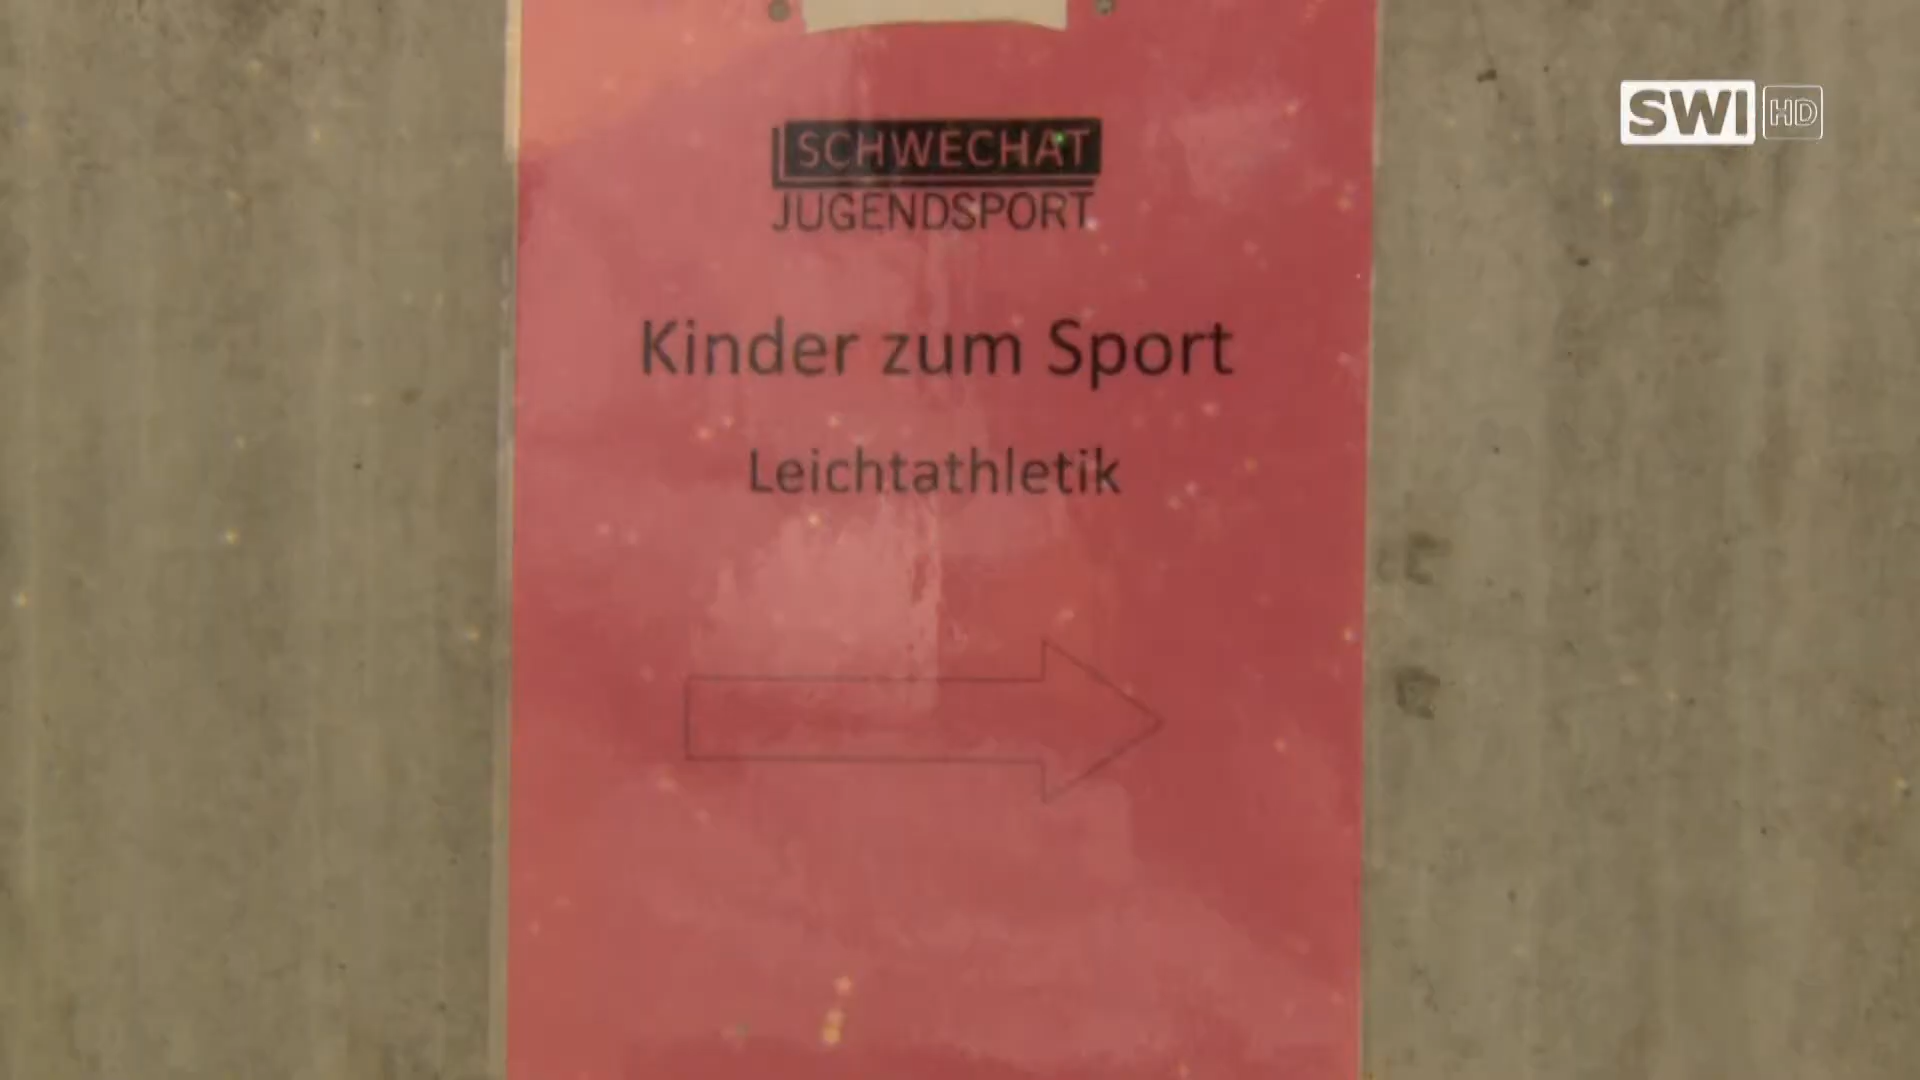 SWI HD
SCHWECHAT
JUGENDSPORT
Kinder zum Sport
Leichtathletik